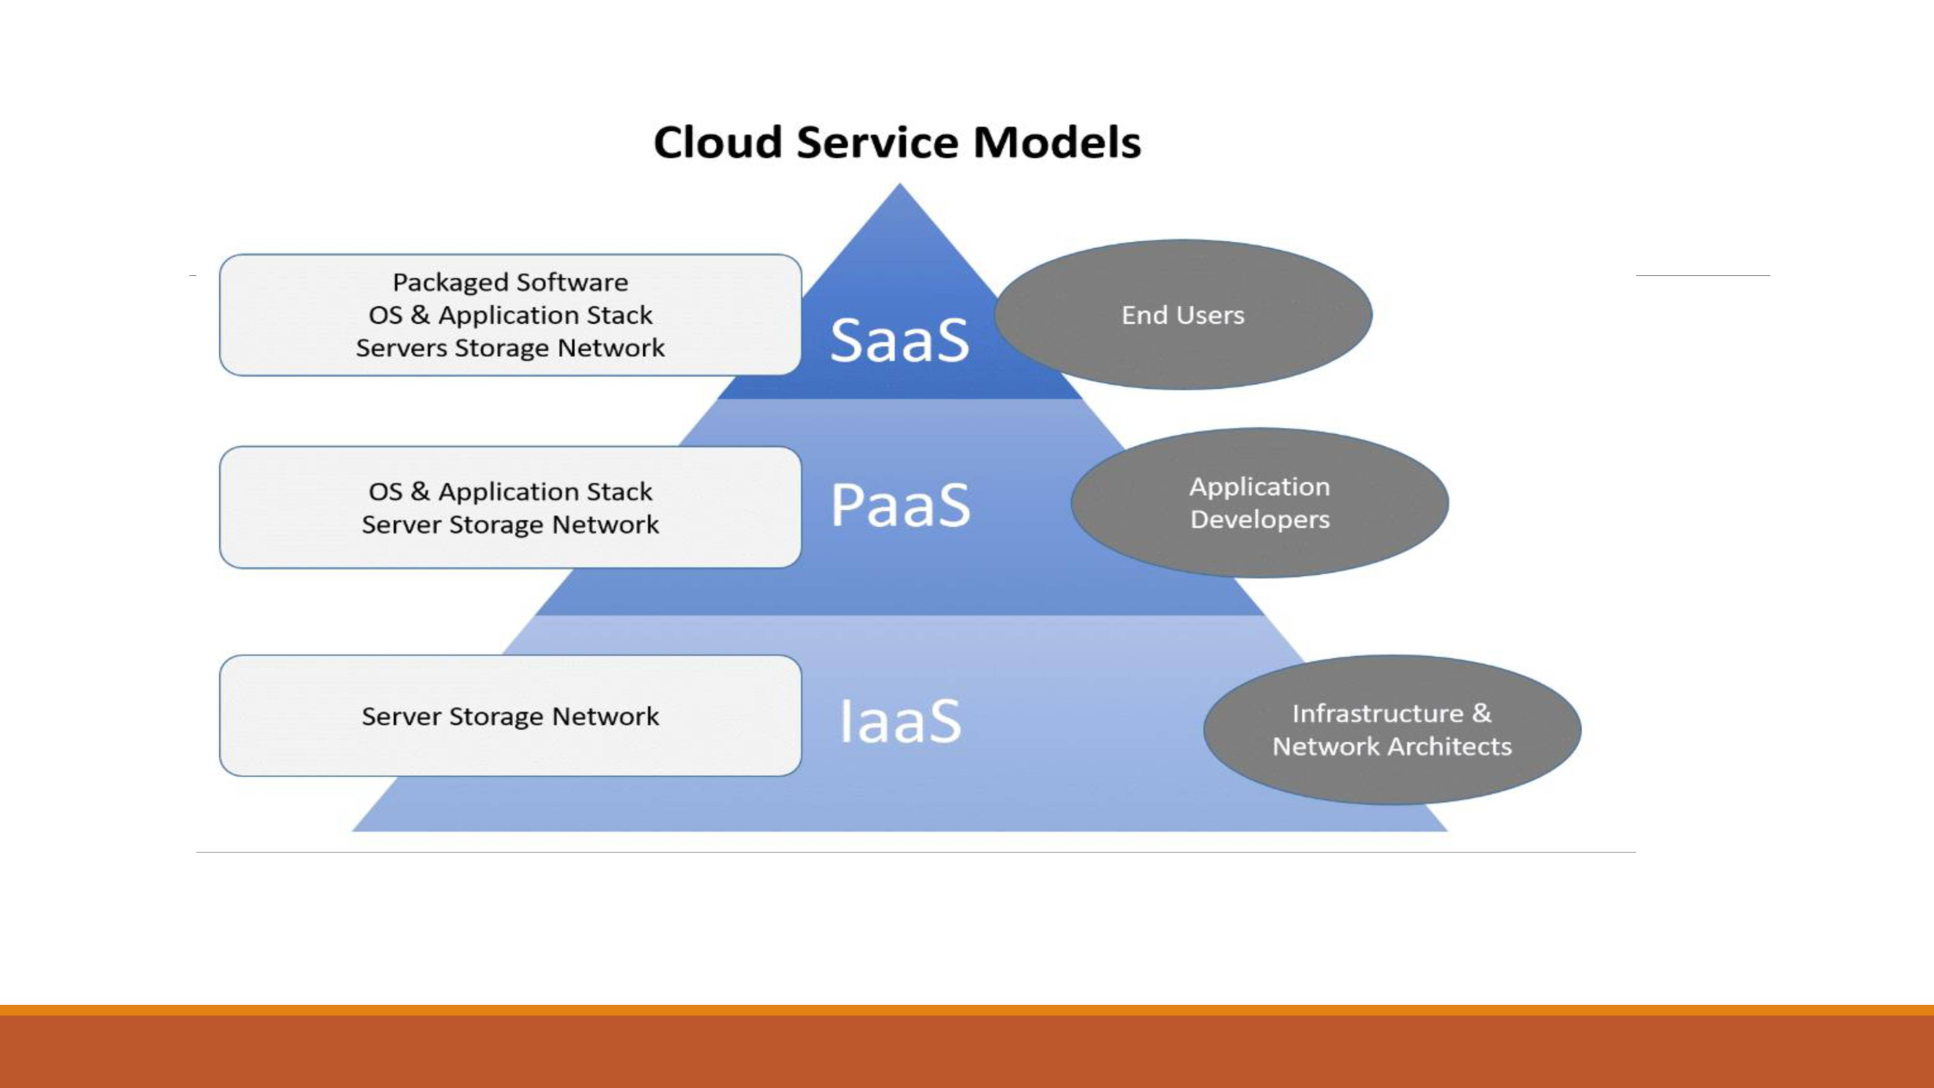 Cloud Service Models
Packaged Software
OS & Application Stack
Servers Storage Network
SaaS
End Users
OS & Application Stack
Server Storage Network
PaaS
Application
Developers
Server Storage Network
IaaS
Infrastructure &
Network Architects